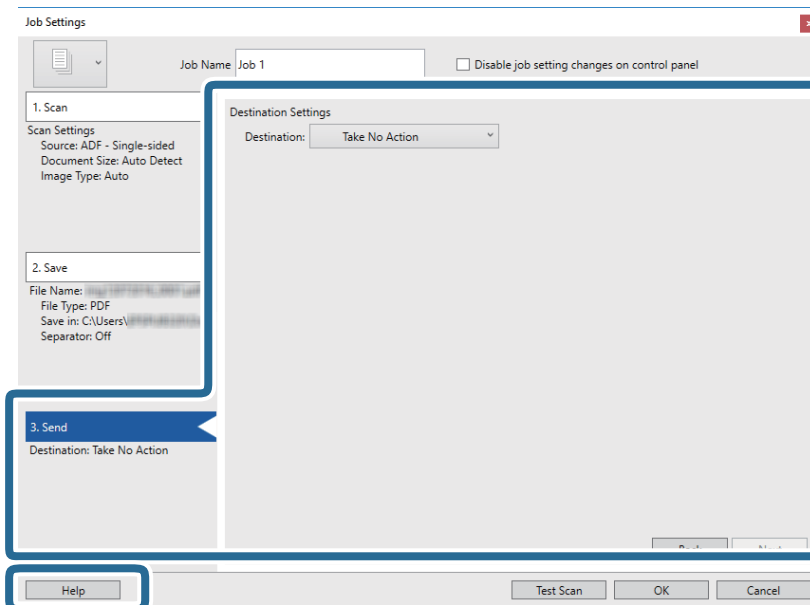 Job Settings
Job Name Job 1
Disable job setting changes on control panel
1. Scan
Scan Settings
Source: ADF - Single-sided
Document Size: Auto Detect
Image Type: Auto
2. Save
File Name:
File Type: PDF
Save in: C:\Users\
Separator: Off
3. Send
Destination: Take No Action
Destination Settings
Destination: Take No Action
Help
Test Scan
OK
Cancel